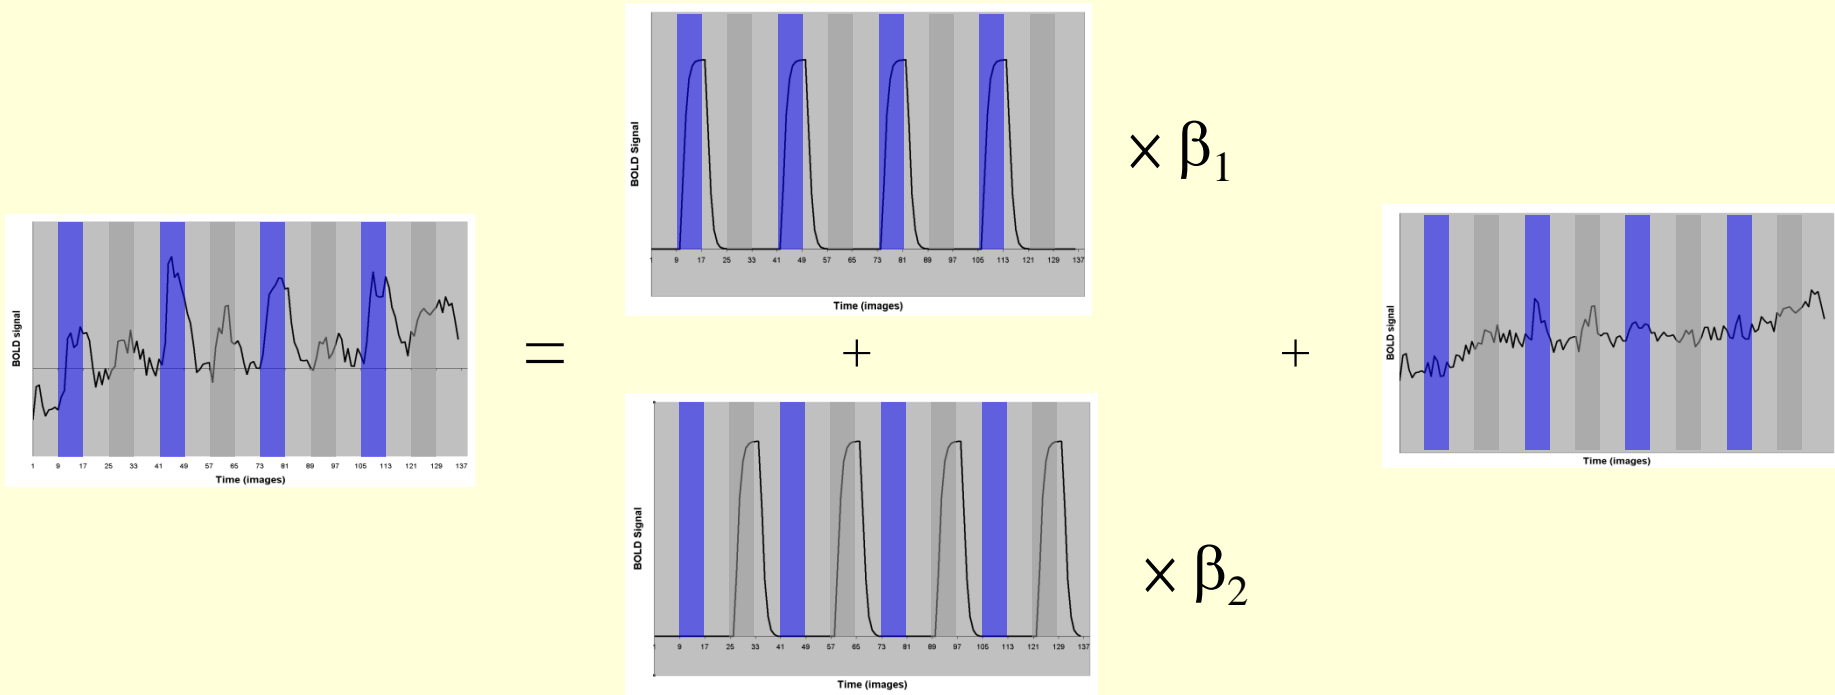 BOLD signal
1 9 17 25 33 41 49 57 65 73 81 89 97 105 113 121 129 137
Time (images)
=
BOLD Signal
1 9 17 25 33 41 49 57 65 73 81 89 97 105 113 121 129 137
Time (images)
× β1
+
BOLD Signal
1 9 17 25 33 41 49 57 65 73 81 89 97 105 113 121 129 137
Time (images)
× β2
+
BOLD signal
Time (images)